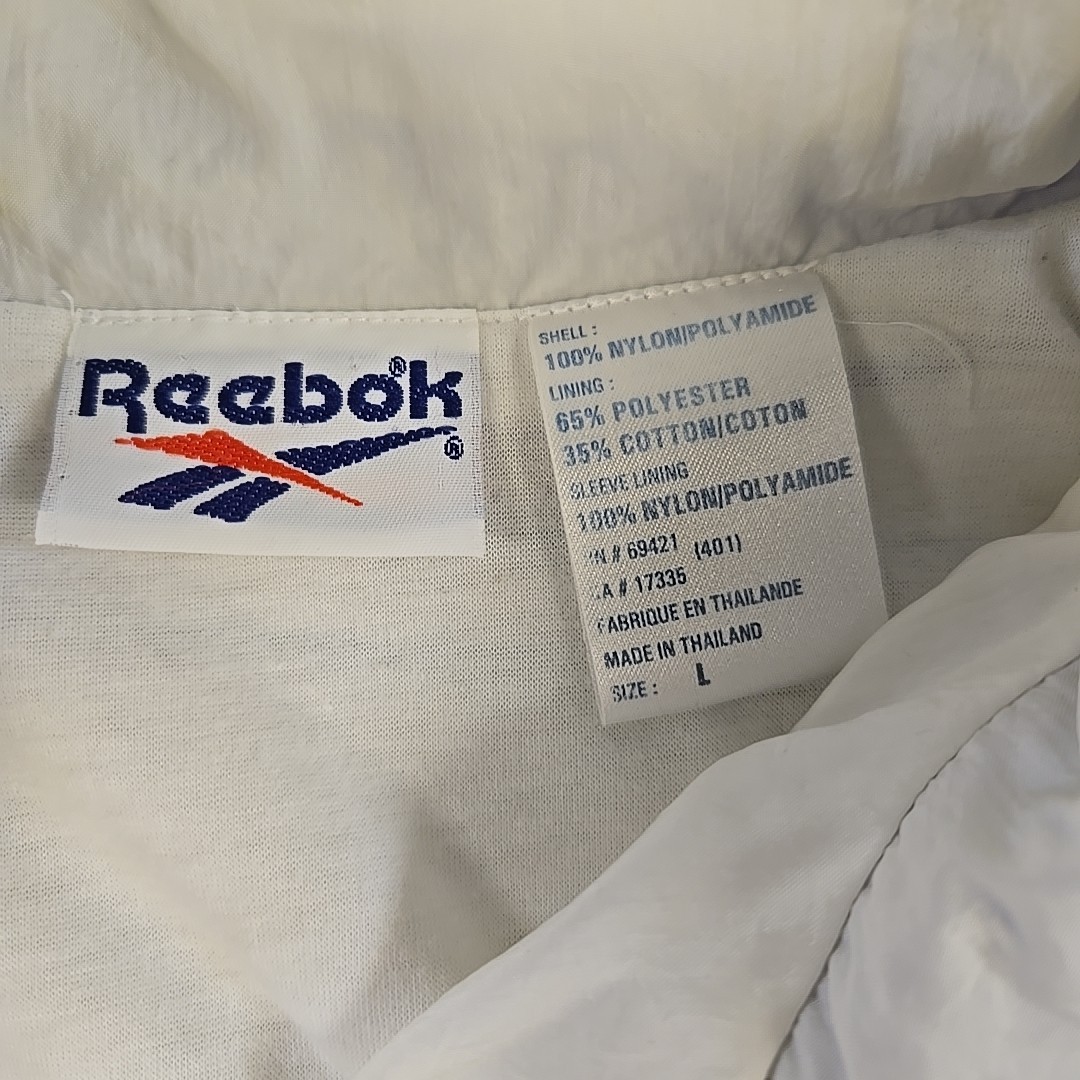 Reebok®
®
SHELL :
100% NYLON/POLYAMIDE
LINING :
65% POLYESTER
35% COTTON/COTON
SLEEVE LINING
100% NYLON/POLYAMIDE
# 69421 (401)
A # 17335
FABRIQUE EN THAILANDE
MADE IN THAILAND
SIZE : L